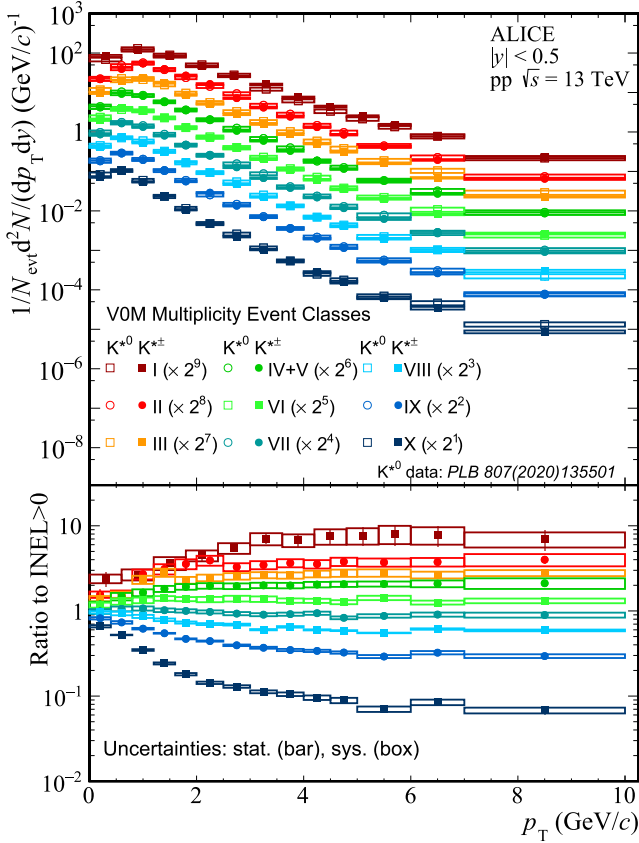 10³
10²
1
10⁻²
10⁻⁴
10⁻⁶
10⁻⁸
1/N_evt d²N/(dp_T dy) (GeV/c)⁻¹
ALICE
|y| < 0.5
pp √s = 13 TeV
V0M Multiplicity Event Classes
K*⁰ K*± K*⁰ K*± K*⁰ K*±
I (× 2⁹) IV+V (× 2⁶) VIII (× 2³)
II (× 2⁸) VI (× 2⁵) IX (× 2²)
III (× 2⁷) VII (× 2⁴) X (× 2¹)
K*⁰ data: PLB 807(2020)135501
Ratio to INEL>0
10
1
10⁻¹
10⁻²
Uncertainties: stat. (bar), sys. (box)
0 2 4 6 8 10
p_T (GeV/c)